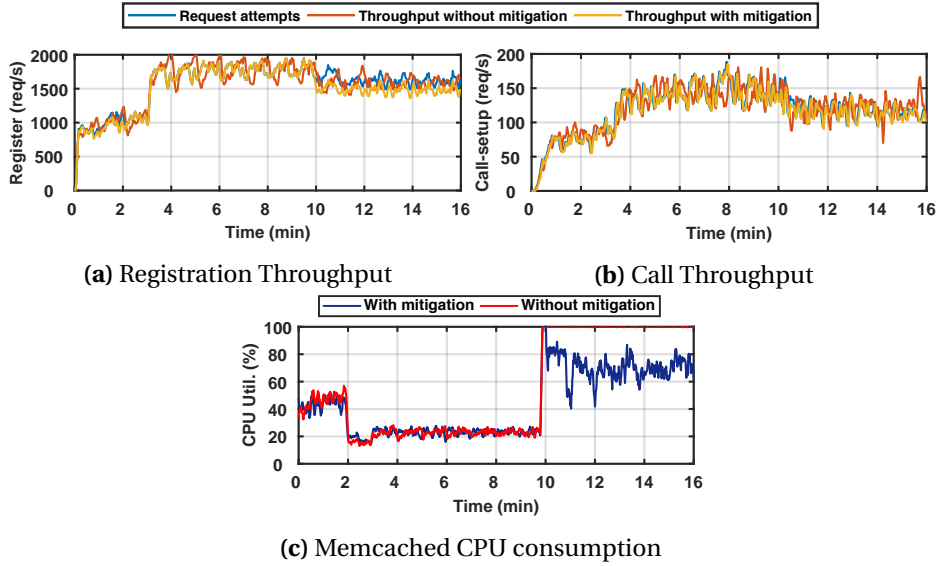 Request attempts Throughput without mitigation Throughput with mitigation
2000
1500
1000
500
0
Register (req/s)
0 2 4 6 8 10 12 14 16
Time (min)
(a) Registration Throughput
200
150
100
50
0
Call-setup (req/s)
0 2 4 6 8 10 12 14 16
Time (min)
(b) Call Throughput
With mitigation Without mitigation
100
80
60
40
20
0
CPU Util. (%)
0 2 4 6 8 10 12 14 16
Time (min)
(c) Memcached CPU consumption